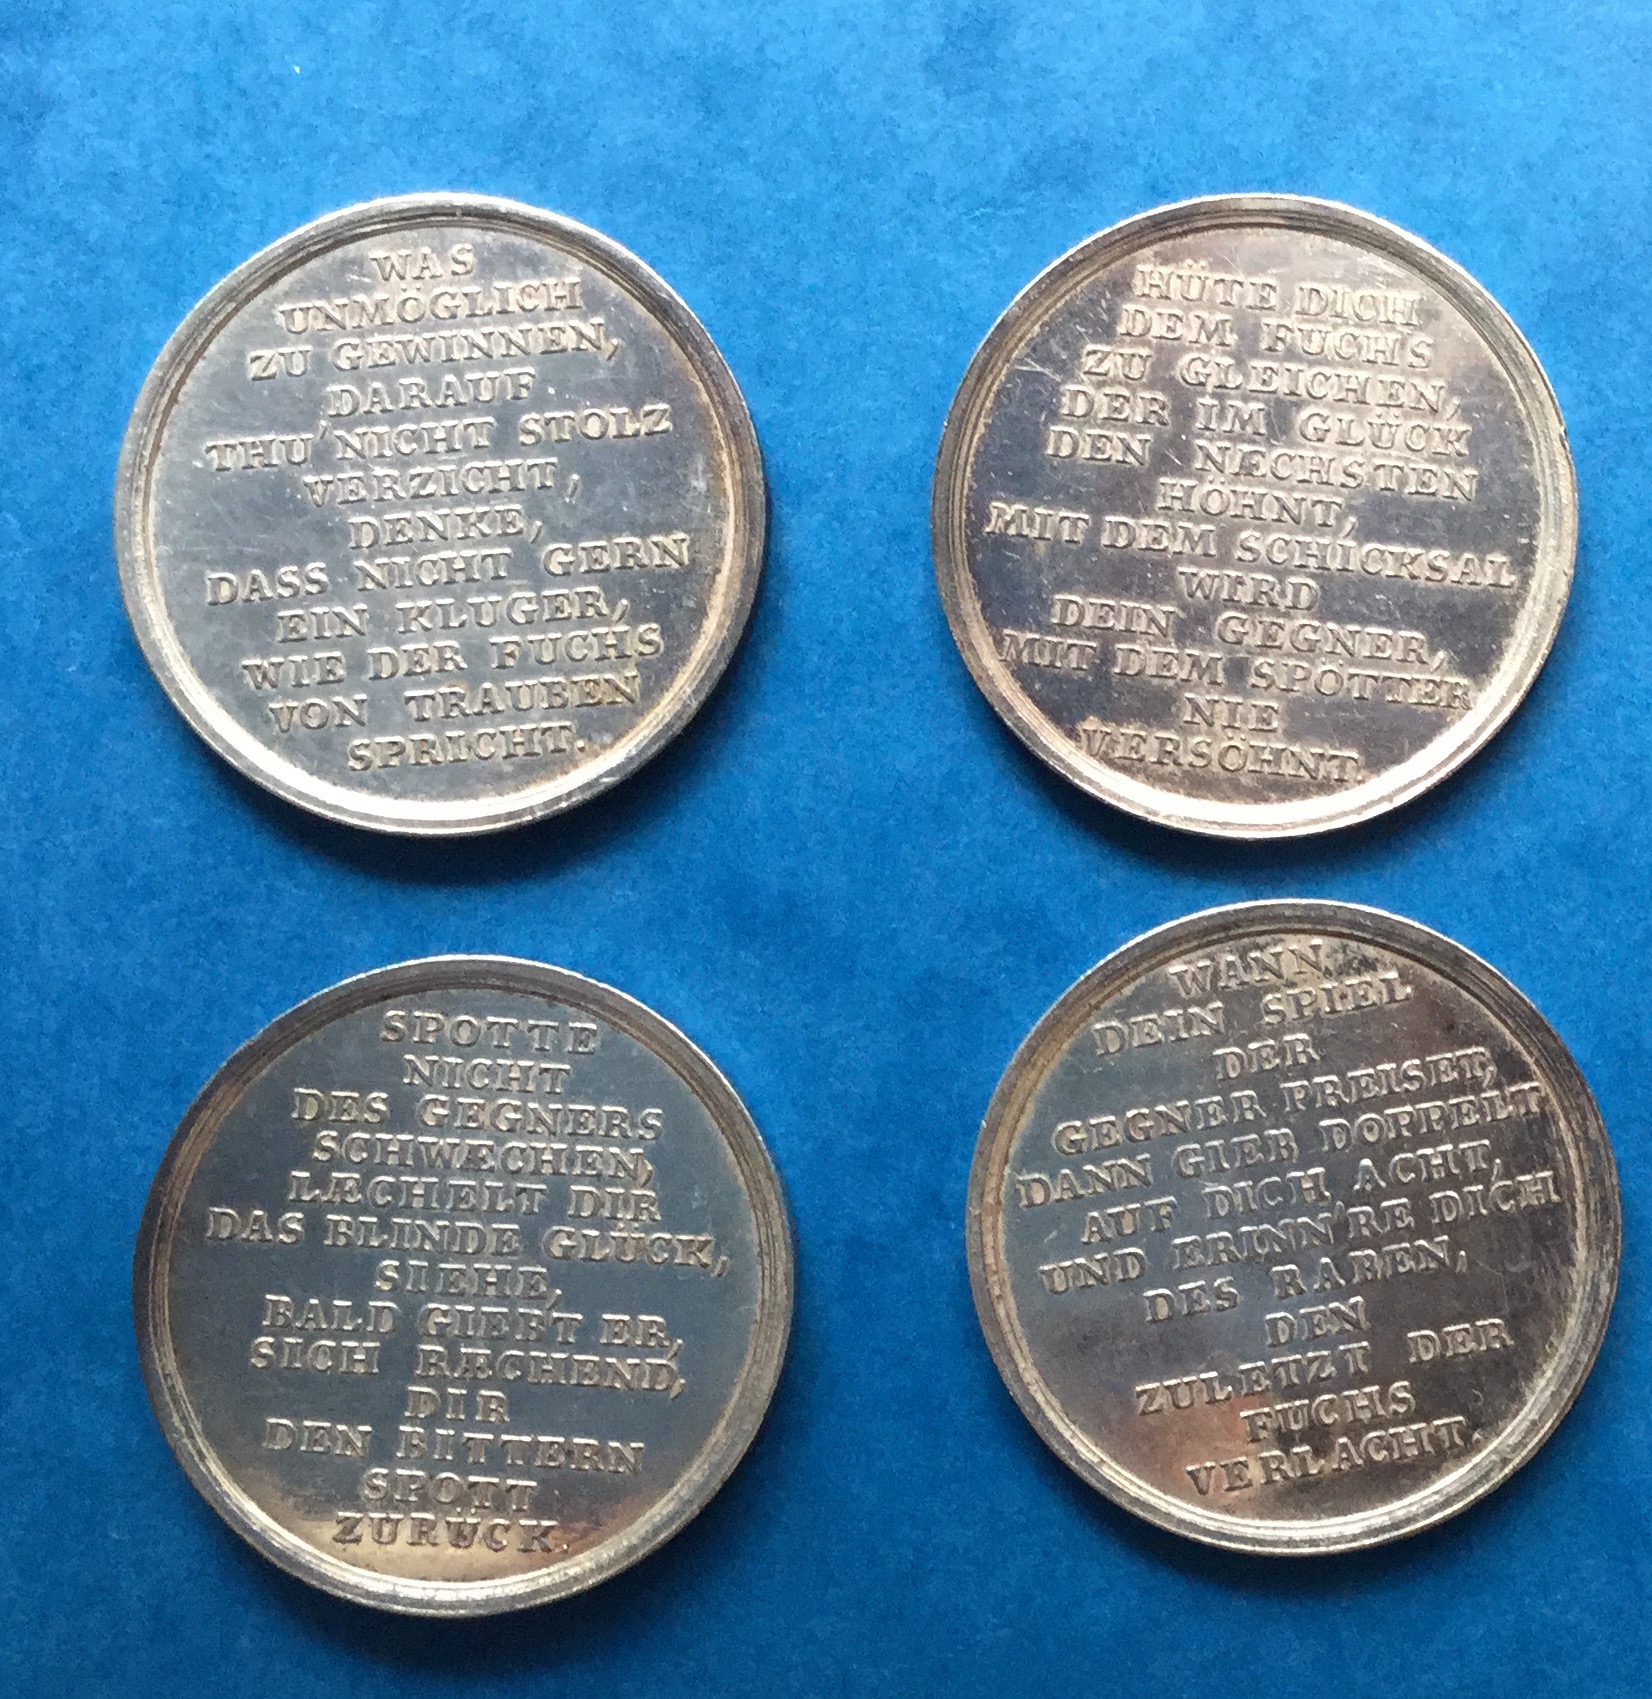 WAS
UNMÖGLICH
ZU GEWINNEN,
DARAUF
THU' NICHT STOLZ
VERZICHT,
DENKE,
DASS NICHT GERN
EIN KLUGER,
WIE DER FUCHS
VON TRAUBEN
SPRICHT.
HÜTE DICH
DEM FUCHS
ZU GLEICHEN,
DER IM GLÜCK
DEN NÆCHSTEN
HÖHNT,
MIT DEM SCHICKSAL
WIRD
DEIN GEGNER,
MIT DEM SPÖTTER
NIE
VERSÖHNT.
SPOTTE
NICHT
DES GEGNERS
SCHWÆCHEN,
LÆCHELT DIR
DAS BLINDE GLÜCK,
SIEHE,
BALD GIEBT ER,
SICH RÆCHEND,
DIR
DEN BITTERN
SPOTT
ZURÜCK.
WANN
DEIN SPIEL
DER
GEGNER PREISET,
DANN GIEB DOPPELT
AUF DICH ACHT,
UND ERINN'RE DICH
DES RABEN,
DEN
ZULETZT DER
FUCHS
VERLACHT.